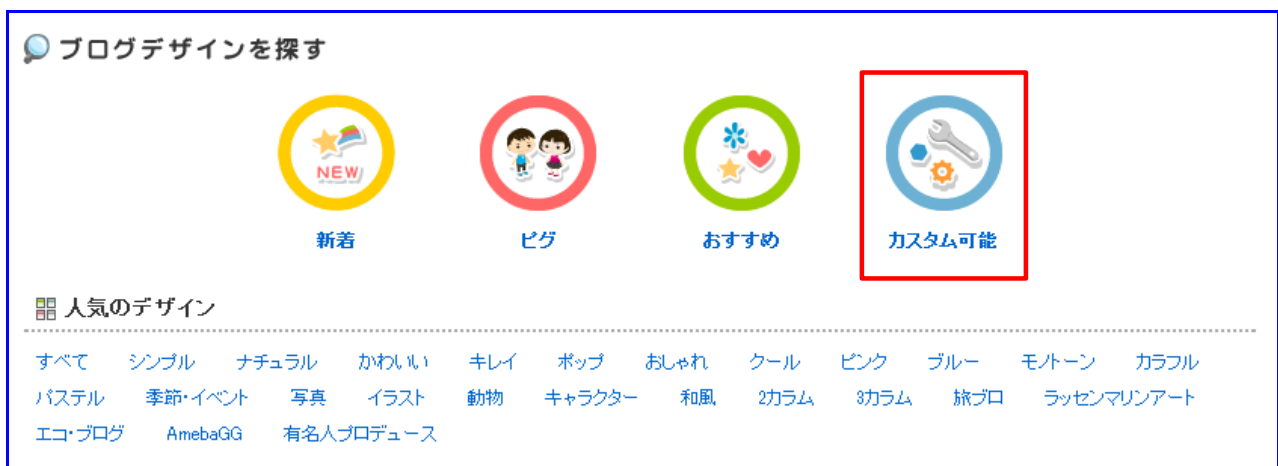 ブログデザインを探す
NEW
新着 ピグ おすすめ カスタム可能
人気のデザイン
すべて シンプル ナチュラル かわいい キレイ ポップ おしゃれ クール ピンク ブルー モノトーン カラフル
パステル 季節・イベント 写真 イラスト 動物 キャラクター 和風 2カラム 3カラム 旅ブロ ラッセンマリンアート
エコ・ブログ AmebaGG 有名人プロデュース